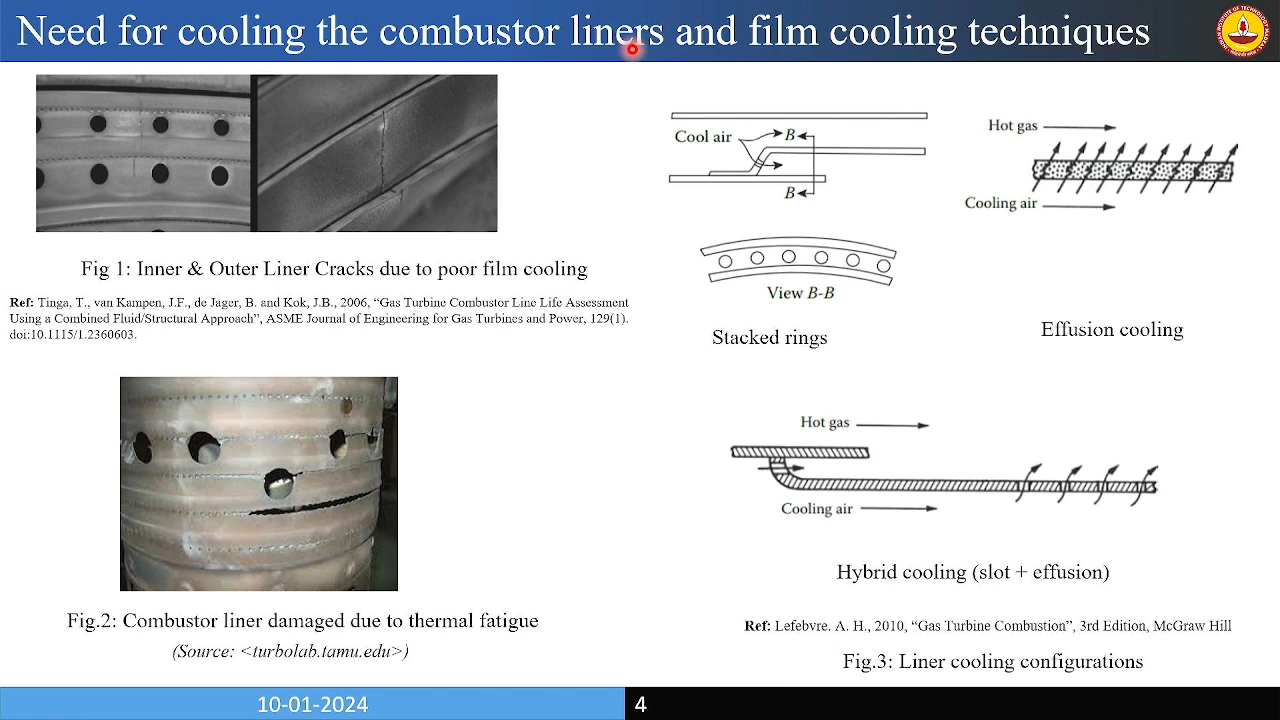 Need for cooling the combustor liners and film cooling techniques
Fig 1: Inner & Outer Liner Cracks due to poor film cooling
Ref: Tinga, T., van Kampen, J.F., de Jager, B. and Kok, J.B., 2006, “Gas Turbine Combustor Line Life Assessment
Using a Combined Fluid/Structural Approach”, ASME Journal of Engineering for Gas Turbines and Power, 129(1).
doi:10.1115/1.2360603.
Fig.2: Combustor liner damaged due to thermal fatigue
(Source: <turbolab.tamu.edu>)
Cool air
B
B
View B-B
Stacked rings
Hot gas
Cooling air
Effusion cooling
Hot gas
Cooling air
Hybrid cooling (slot + effusion)
Ref: Lefebvre. A. H., 2010, “Gas Turbine Combustion”, 3rd Edition, McGraw Hill
Fig.3: Liner cooling configurations
10-01-2024
4